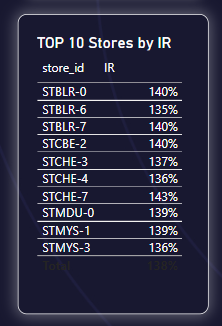 TOP 10 Stores by IR
store_id IR
STBLR-0 140%
STBLR-6 135%
STBLR-7 140%
STCBE-2 140%
STCHE-3 137%
STCHE-4 136%
STCHE-7 143%
STMDU-0 139%
STMYS-1 139%
STMYS-3 136%
Total 138%